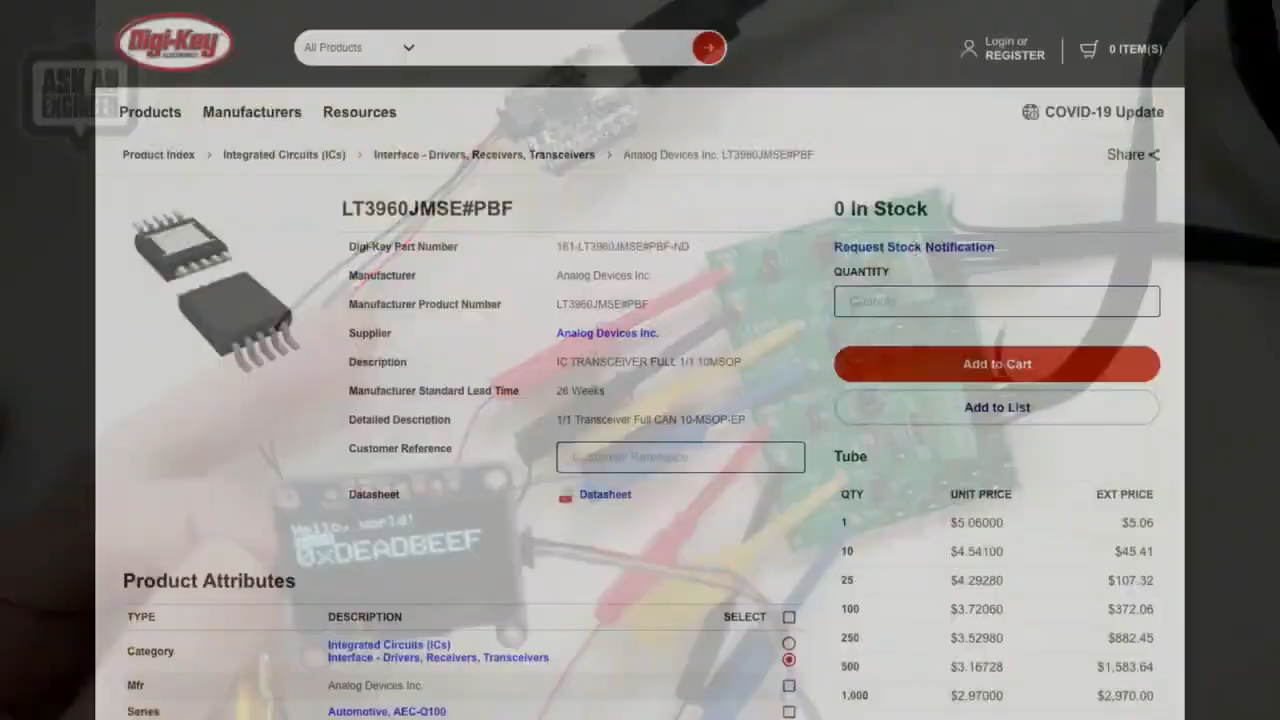 Digi-Key
ELECTRONICS
All Products
Login or
REGISTER
0 ITEM(S)
ASK AN
ENGINEER
Products
Manufacturers
Resources
COVID-19 Update
Product Index > Integrated Circuits (ICs) > Interface - Drivers, Receivers, Transceivers > Analog Devices Inc. LT3960JMSE#PBF
Share
LT3960JMSE#PBF
Digi-Key Part Number 161-LT3960JMSE#PBF-ND
Manufacturer Analog Devices Inc.
Manufacturer Product Number LT3960JMSE#PBF
Supplier Analog Devices Inc.
Description IC TRANSCEIVER FULL 1/1 10MSOP
Manufacturer Standard Lead Time 26 Weeks
Detailed Description 1/1 Transceiver Full CAN 10-MSOP-EP
Customer Reference Customer Reference
Datasheet Datasheet
0 In Stock
Request Stock Notification
QUANTITY
Quantity
Add to Cart
Add to List
Tube
QTY UNIT PRICE EXT PRICE
1 $5.06000 $5.06
10 $4.54100 $45.41
25 $4.29280 $107.32
100 $3.72060 $372.06
250 $3.52980 $882.45
500 $3.16728 $1,583.64
1,000 $2.97000 $2,970.00
Hello, world!
0xDEADBEEF
Product Attributes
TYPE DESCRIPTION SELECT
Category Integrated Circuits (ICs)
Interface - Drivers, Receivers, Transceivers
Mfr Analog Devices Inc.
Series Automotive, AEC-Q100